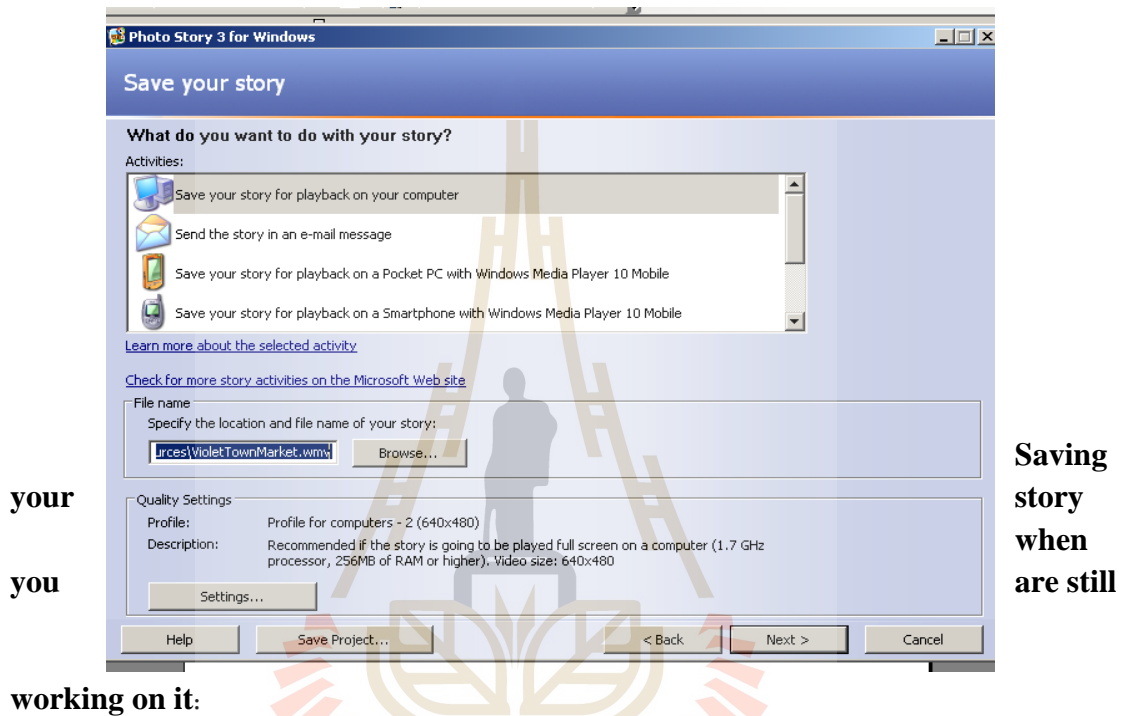 Photo Story 3 for Windows
Save your story
What do you want to do with your story?
Activities:
Save your story for playback on your computer
Send the story in an e-mail message
Save your story for playback on a Pocket PC with Windows Media Player 10 Mobile
Save your story for playback on a Smartphone with Windows Media Player 10 Mobile
Learn more about the selected activity
Check for more story activities on the Microsoft Web site
File name
Specify the location and file name of your story:
urces\VioletTownMarket.wmv
Browse...
Quality Settings
Profile: Profile for computers - 2 (640x480)
Description: Recommended if the story is going to be played full screen on a computer (1.7 GHz
processor, 256MB of RAM or higher). Video size: 640x480
Settings...
Help Save Project... < Back Next > Cancel
Saving
your story
when
you are still
working on it: